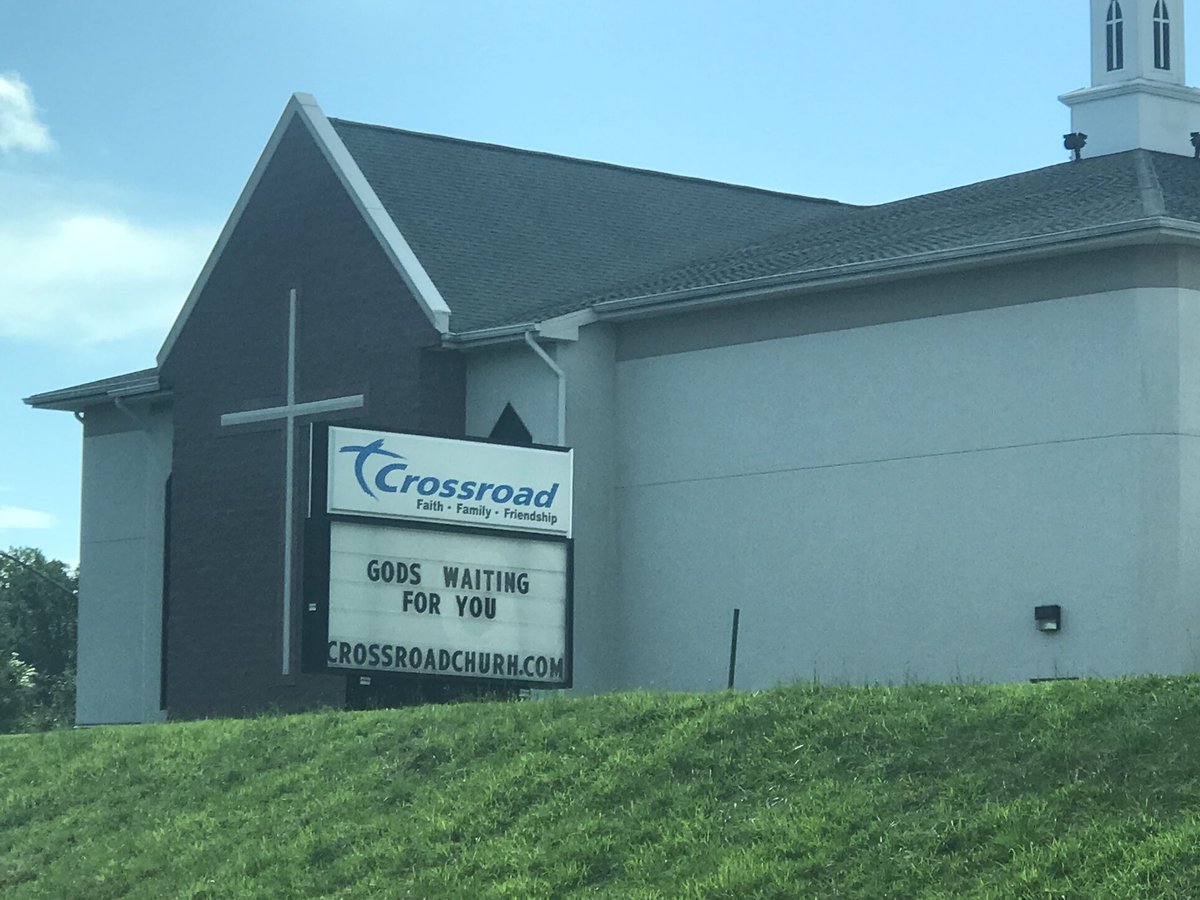 Crossroad
Faith · Family · Friendship
GODS WAITING
FOR YOU
CROSSROADCHURH.COM